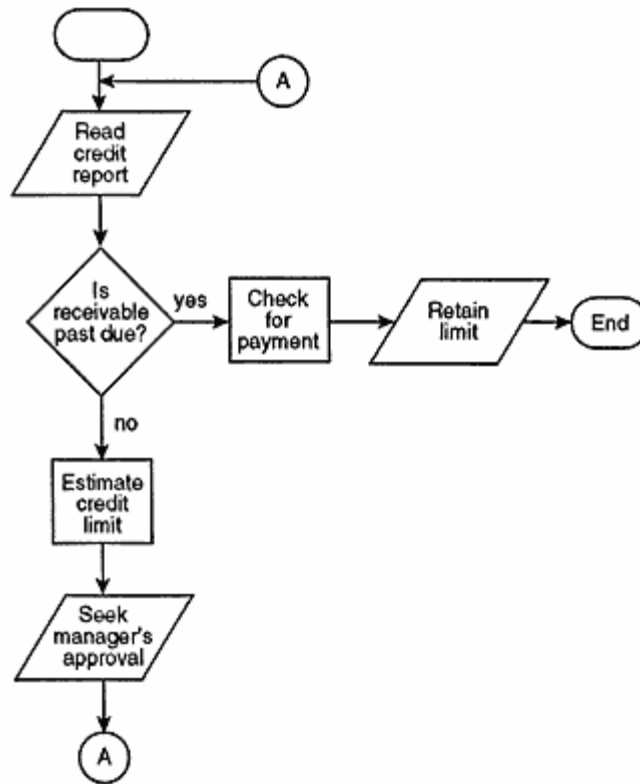 A
Read
credit
report
Is
receivable
past due?
yes
Check
for
payment
Retain
limit
End
no
Estimate
credit
limit
Seek
manager's
approval
A